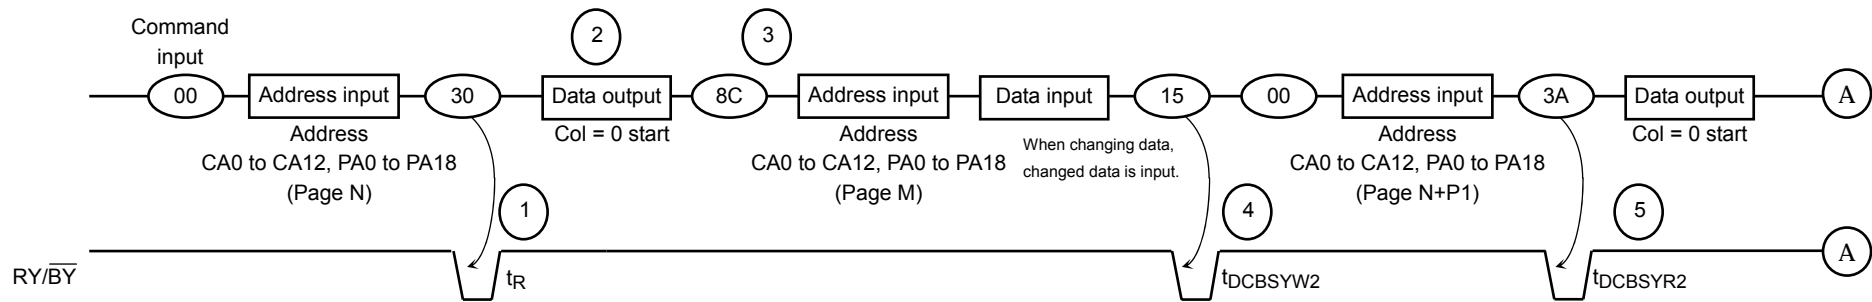 Command
input
2
3
00
Address input
30
Data output
8C
Address input
Data input
15
00
Address input
3A
Data output
A
Address
CA0 to CA12, PA0 to PA18
(Page N)
Col = 0 start
Address
CA0 to CA12, PA0 to PA18
(Page M)
When changing data,
changed data is input.
Address
CA0 to CA12, PA0 to PA18
(Page N+P1)
Col = 0 start
1
4
5
RY/BY
tR
tDCBSYW2
tDCBSYR2
A